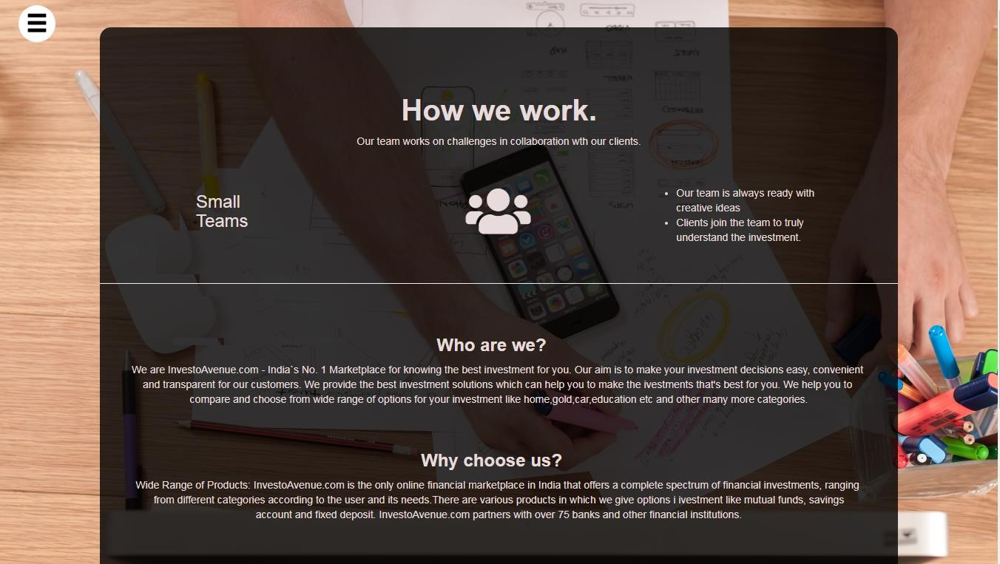 How we work.
Our team works on challenges in collaboration wth our clients.
Small
Teams
• Our team is always ready with
creative ideas
• Clients join the team to truly
understand the investment.
Who are we?
We are InvestoAvenue.com - India`s No. 1 Marketplace for knowing the best investment for you. Our aim is to make your investment decisions easy, convenient
and transparent for our customers. We provide the best investment solutions which can help you to make the ivestments that's best for you. We help you to
compare and choose from wide range of options for your investment like home,gold,car,education etc and other many more categories.
Why choose us?
Wide Range of Products: InvestoAvenue.com is the only online financial marketplace in India that offers a complete spectrum of financial investments, ranging
from different categories according to the user and its needs.There are various products in which we give options i ivestment like mutual funds, savings
account and fixed deposit. InvestoAvenue.com partners with over 75 banks and other financial institutions.